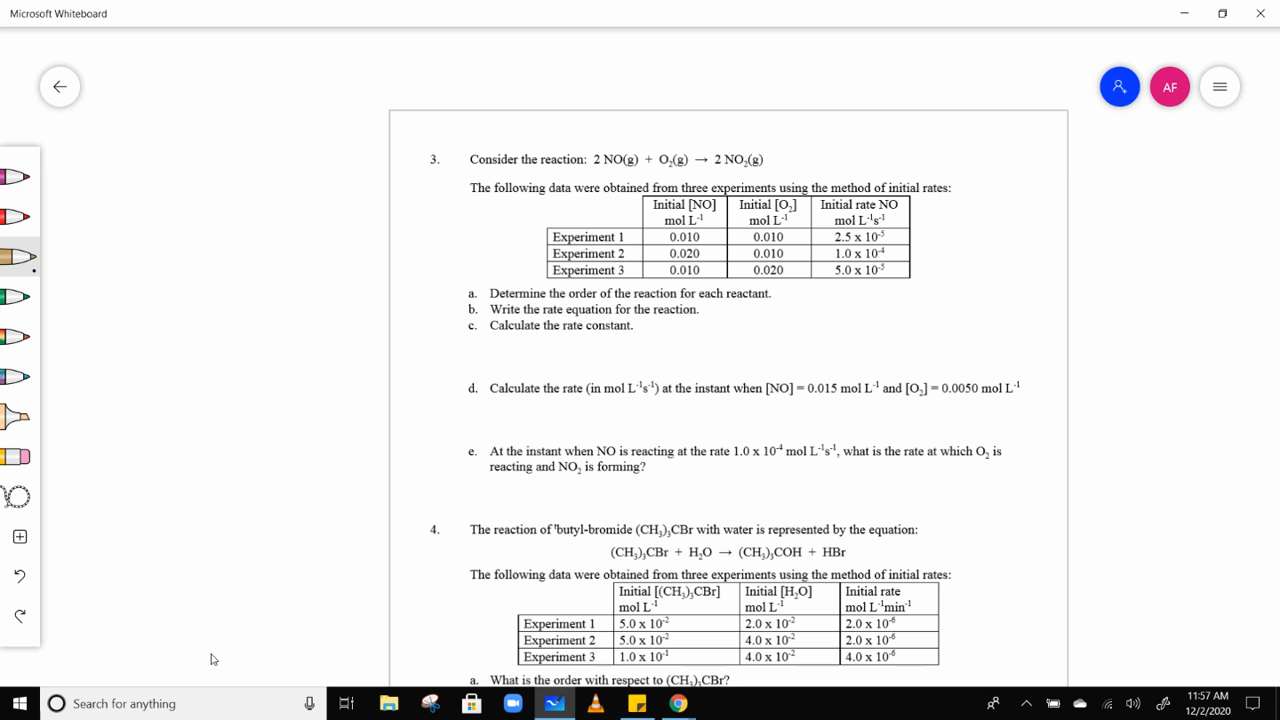 Microsoft Whiteboard
AF
3. Consider the reaction: 2 NO(g) + O₂(g) → 2 NO₂(g)
The following data were obtained from three experiments using the method of initial rates:
Initial [NO] Initial [O₂] Initial rate NO
mol L⁻¹ mol L⁻¹ mol L⁻¹s⁻¹
Experiment 1 0.010 0.010 2.5 x 10⁻⁵
Experiment 2 0.020 0.010 1.0 x 10⁻⁴
Experiment 3 0.010 0.020 5.0 x 10⁻⁵
a. Determine the order of the reaction for each reactant.
b. Write the rate equation for the reaction.
c. Calculate the rate constant.
d. Calculate the rate (in mol L⁻¹s⁻¹) at the instant when [NO] = 0.015 mol L⁻¹ and [O₂] = 0.0050 mol L⁻¹
e. At the instant when NO is reacting at the rate 1.0 x 10⁻⁴ mol L⁻¹s⁻¹, what is the rate at which O₂ is
reacting and NO₂ is forming?
4. The reaction of ᵗbutyl-bromide (CH₃)₃CBr with water is represented by the equation:
(CH₃)₃CBr + H₂O → (CH₃)₃COH + HBr
The following data were obtained from three experiments using the method of initial rates:
Initial [(CH₃)₃CBr] Initial [H₂O] Initial rate
mol L⁻¹ mol L⁻¹ mol L⁻¹min⁻¹
Experiment 1 5.0 x 10⁻² 2.0 x 10⁻² 2.0 x 10⁻⁶
Experiment 2 5.0 x 10⁻² 4.0 x 10⁻² 2.0 x 10⁻⁶
Experiment 3 1.0 x 10⁻¹ 4.0 x 10⁻² 4.0 x 10⁻⁶
a. What is the order with respect to (CH₃)₃CBr?
Search for anything
11:57 AM
12/2/2020